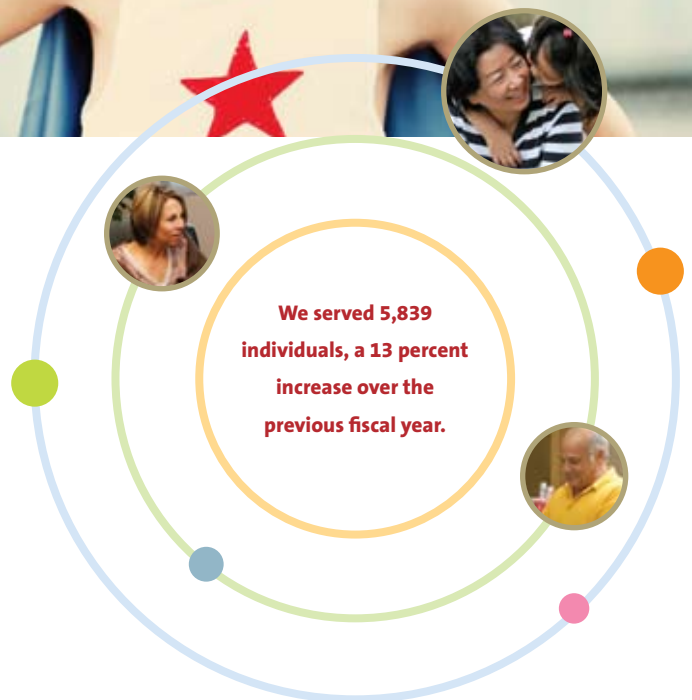 We served 5,839
individuals, a 13 percent
increase over the
previous fiscal year.